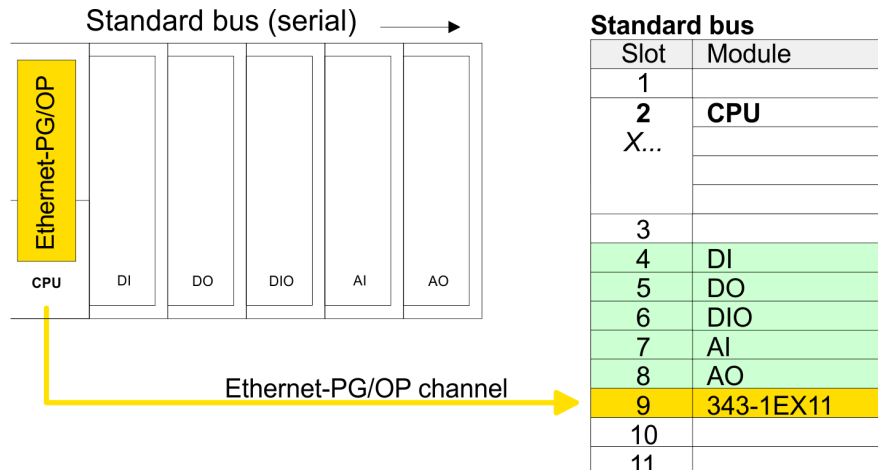 Standard bus (serial)
Ethernet-PG/OP
CPU
DI
DO
DIO
AI
AO
Ethernet-PG/OP channel
Standard bus
Slot Module
1
2 CPU
X...
3
4 DI
5 DO
6 DIO
7 AI
8 AO
9 343-1EX11
10
11